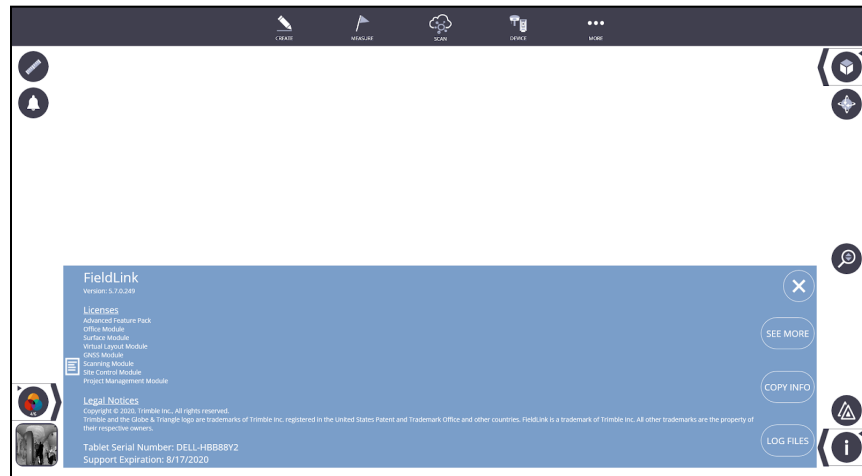 CREATE
MEASURE
SCAN
DEVICE
MORE
FieldLink
Version: 5.7.0.249
Licenses
Advanced Feature Pack
Office Module
Surface Module
Virtual Layout Module
GNSS Module
Scanning Module
Site Control Module
Project Management Module
Legal Notices
Copyright © 2020, Trimble Inc., All rights reserved.
Trimble and the Globe & Triangle logo are trademarks of Trimble Inc. registered in the United States Patent and Trademark Office and other countries. FieldLink is a trademark of Trimble Inc. All other trademarks are the property of
their respective owners.
Tablet Serial Number: DELL-HBB88Y2
Support Expiration: 8/17/2020
SEE MORE
COPY INFO
LOG FILES